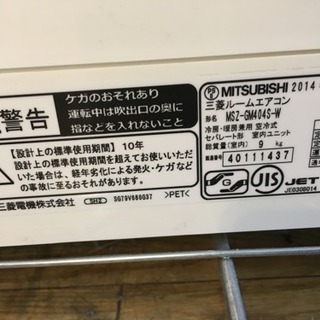 警告
ケガのおそれあり
運転中は吹出口の奥に
指などを入れないこと
【設計上の標準使用期間】10年
設計上の標準使用期間を超えてお使いいただいた
場合は、経年劣化による発火・ケガなど
の事故に至るおそれがあります。
三菱電機株式会社
SH2
SG79V880G37
>PET<
PSE
MITSUBISHI 2014
三菱ルームエアコン
形名 MSZ-GM404S-W
冷房・暖房兼用 空冷式
セパレート形 室内ユニット
総質量(室内) 9 kg
40111437
JIS
JET
JE0308014